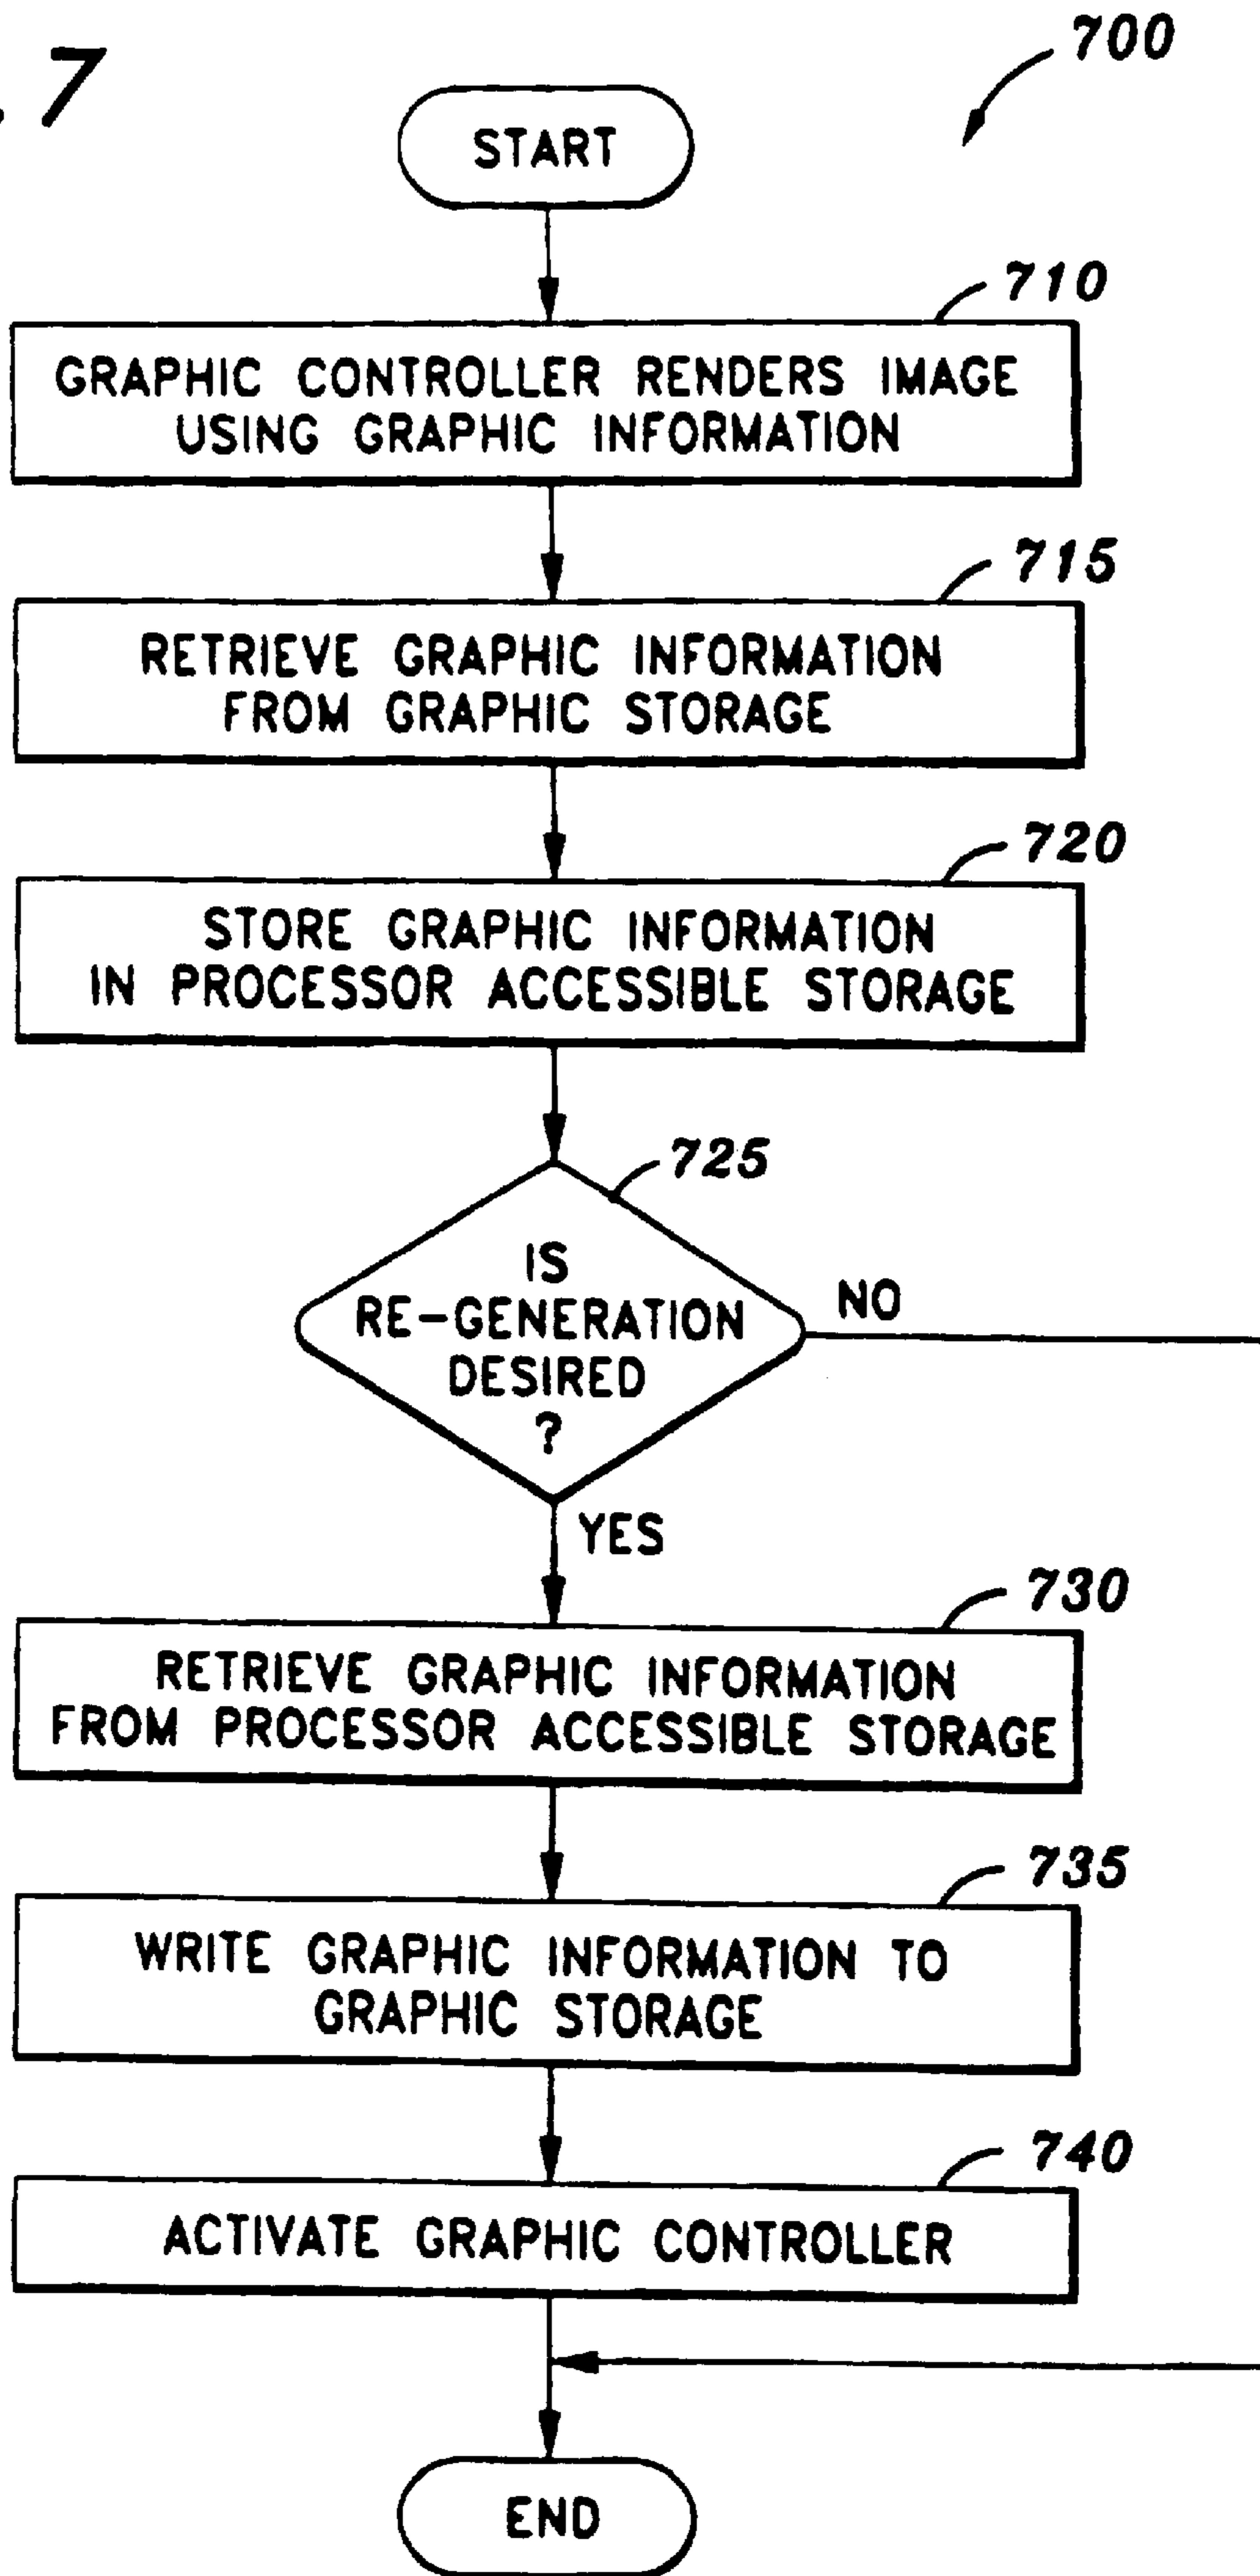 . 7
700
START
710
GRAPHIC CONTROLLER RENDERS IMAGE
USING GRAPHIC INFORMATION
715
RETRIEVE GRAPHIC INFORMATION
FROM GRAPHIC STORAGE
720
STORE GRAPHIC INFORMATION
IN PROCESSOR ACCESSIBLE STORAGE
725
IS
RE-GENERATION
DESIRED
?
NO
YES
730
RETRIEVE GRAPHIC INFORMATION
FROM PROCESSOR ACCESSIBLE STORAGE
735
WRITE GRAPHIC INFORMATION TO
GRAPHIC STORAGE
740
ACTIVATE GRAPHIC CONTROLLER
END